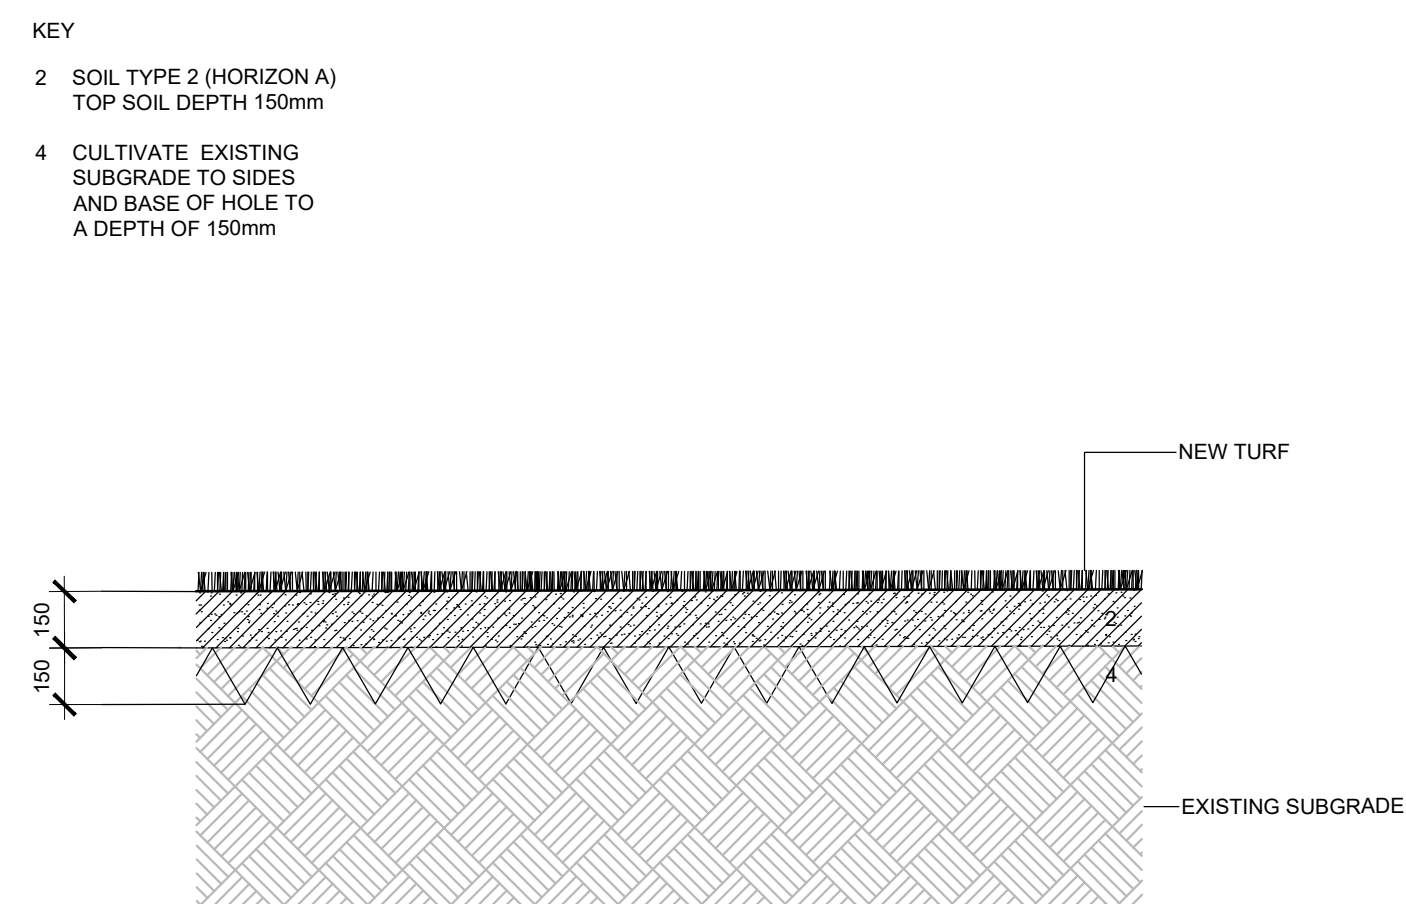 KEY
2 SOIL TYPE 2 (HORIZON A)
TOP SOIL DEPTH 150mm
4 CULTIVATE EXISTING
SUBGRADE TO SIDES
AND BASE OF HOLE TO
A DEPTH OF 150mm
NEW TURF
150
2
150
4
EXISTING SUBGRADE